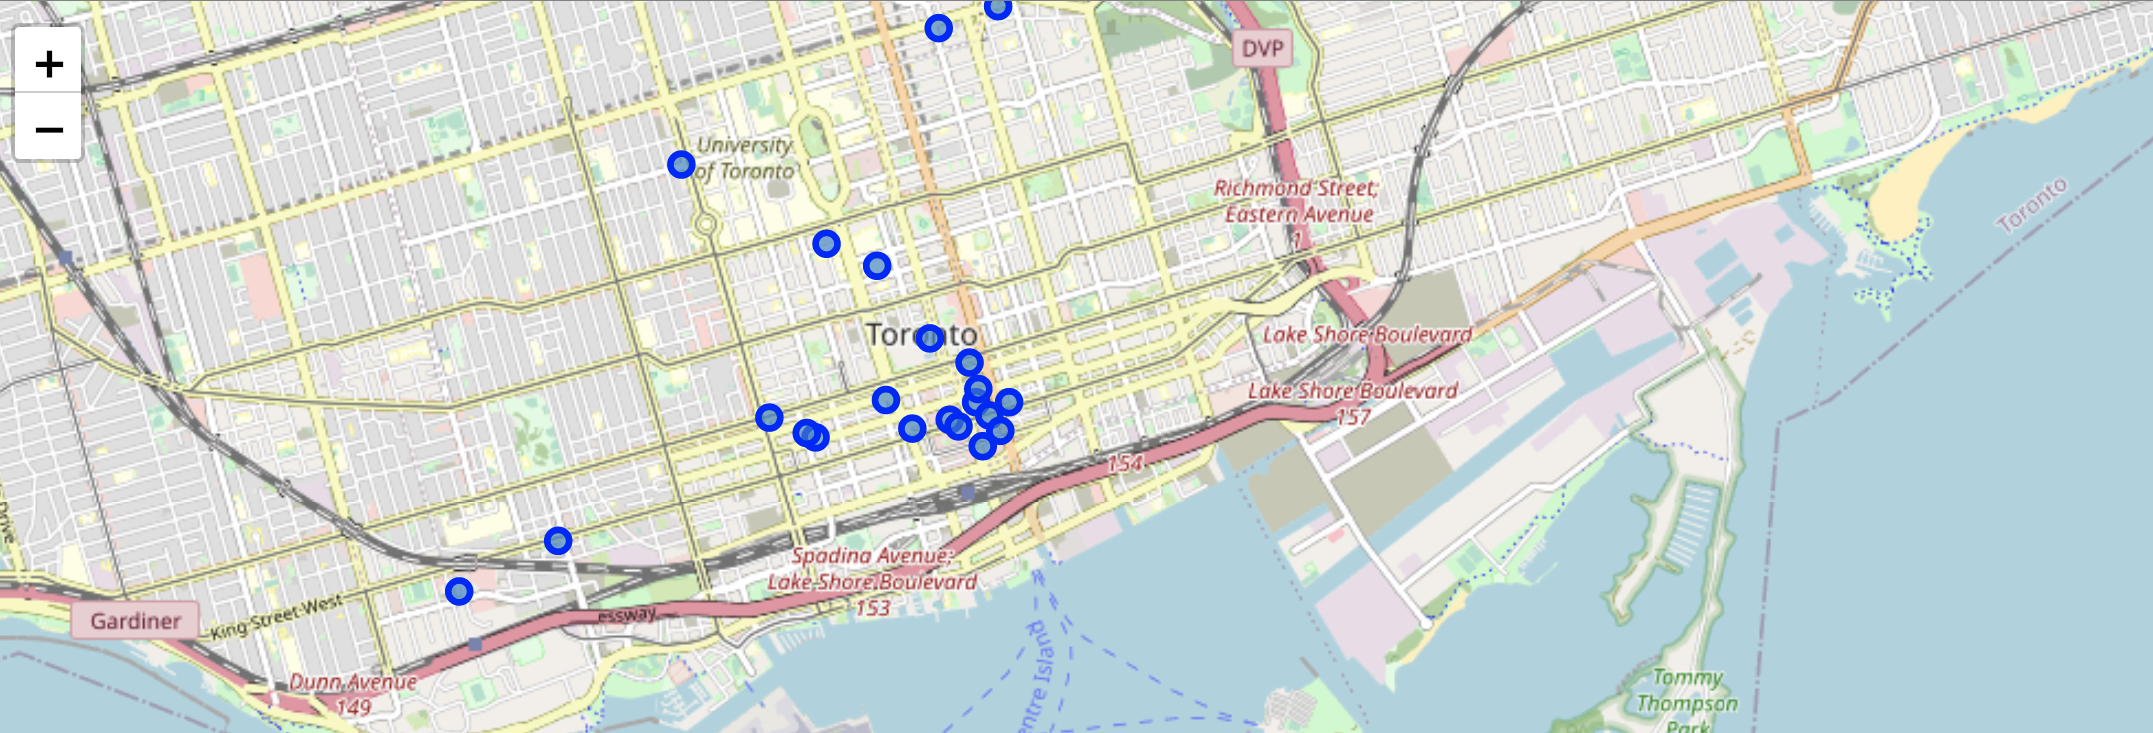 +
−
DVP
University
of Toronto
Richmond Street;
Eastern Avenue
1
Toronto
Toronto
Lake Shore Boulevard
Lake Shore Boulevard
157
154
Spadina Avenue;
Lake Shore Boulevard
153
Drive
Gardiner
King Street West
essway
Dunn Avenue
149
entre Island
Tommy
Thompson
Park